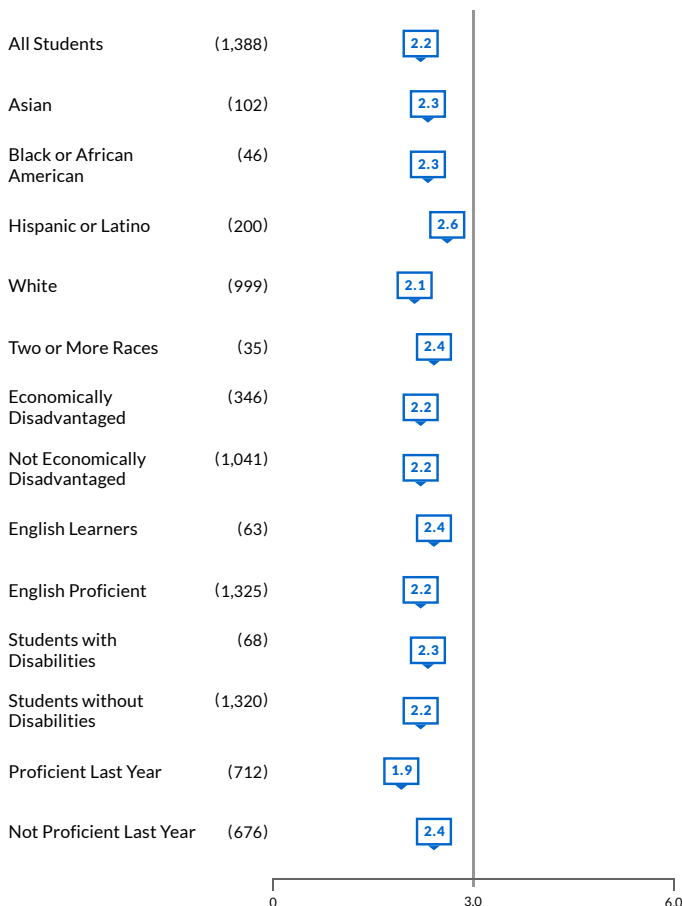 All Students (1,388) 2.2
Asian (102) 2.3
Black or African (46) 2.3
American
Hispanic or Latino (200) 2.6
White (999) 2.1
Two or More Races (35) 2.4
Economically (346) 2.2
Disadvantaged
Not Economically (1,041) 2.2
Disadvantaged
English Learners (63) 2.4
English Proficient (1,325) 2.2
Students with (68) 2.3
Disabilities
Students without (1,320) 2.2
Disabilities
Proficient Last Year (712) 1.9
Not Proficient Last Year (676) 2.4
0 3.0 6.0